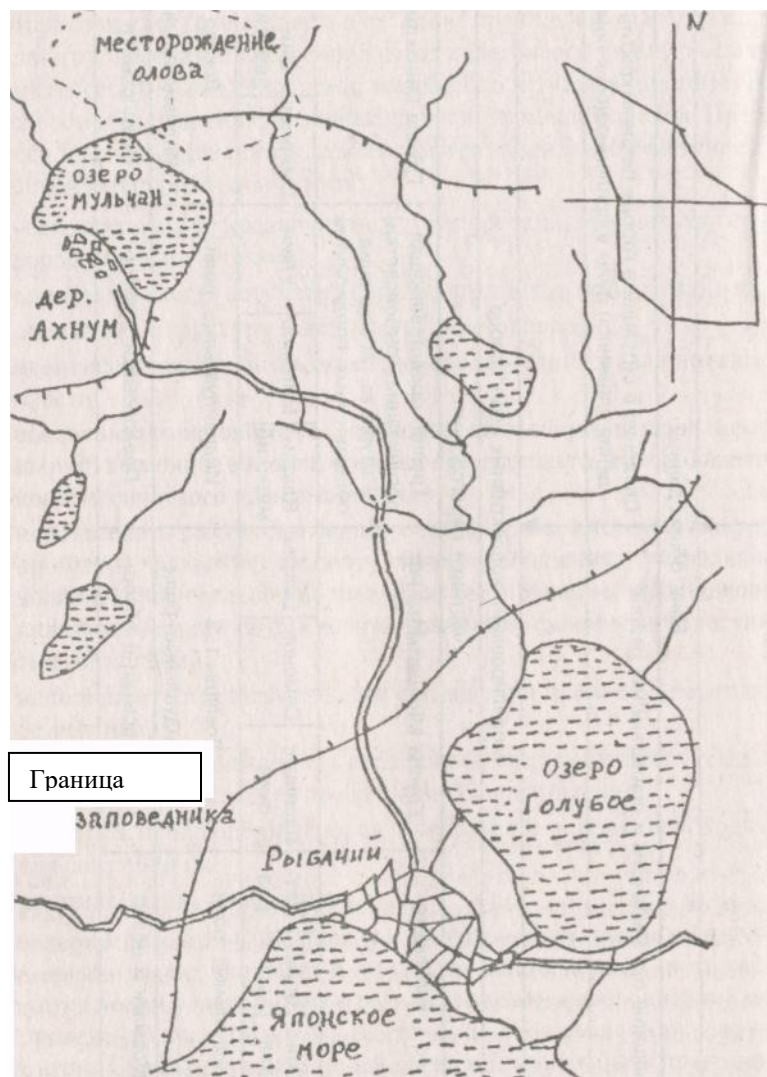 месторождение
олова
N
озеро
Мульчан
дер.
Ахнум
Граница
заповедника
Рыбачий
Озеро
Голубое
Японское
море